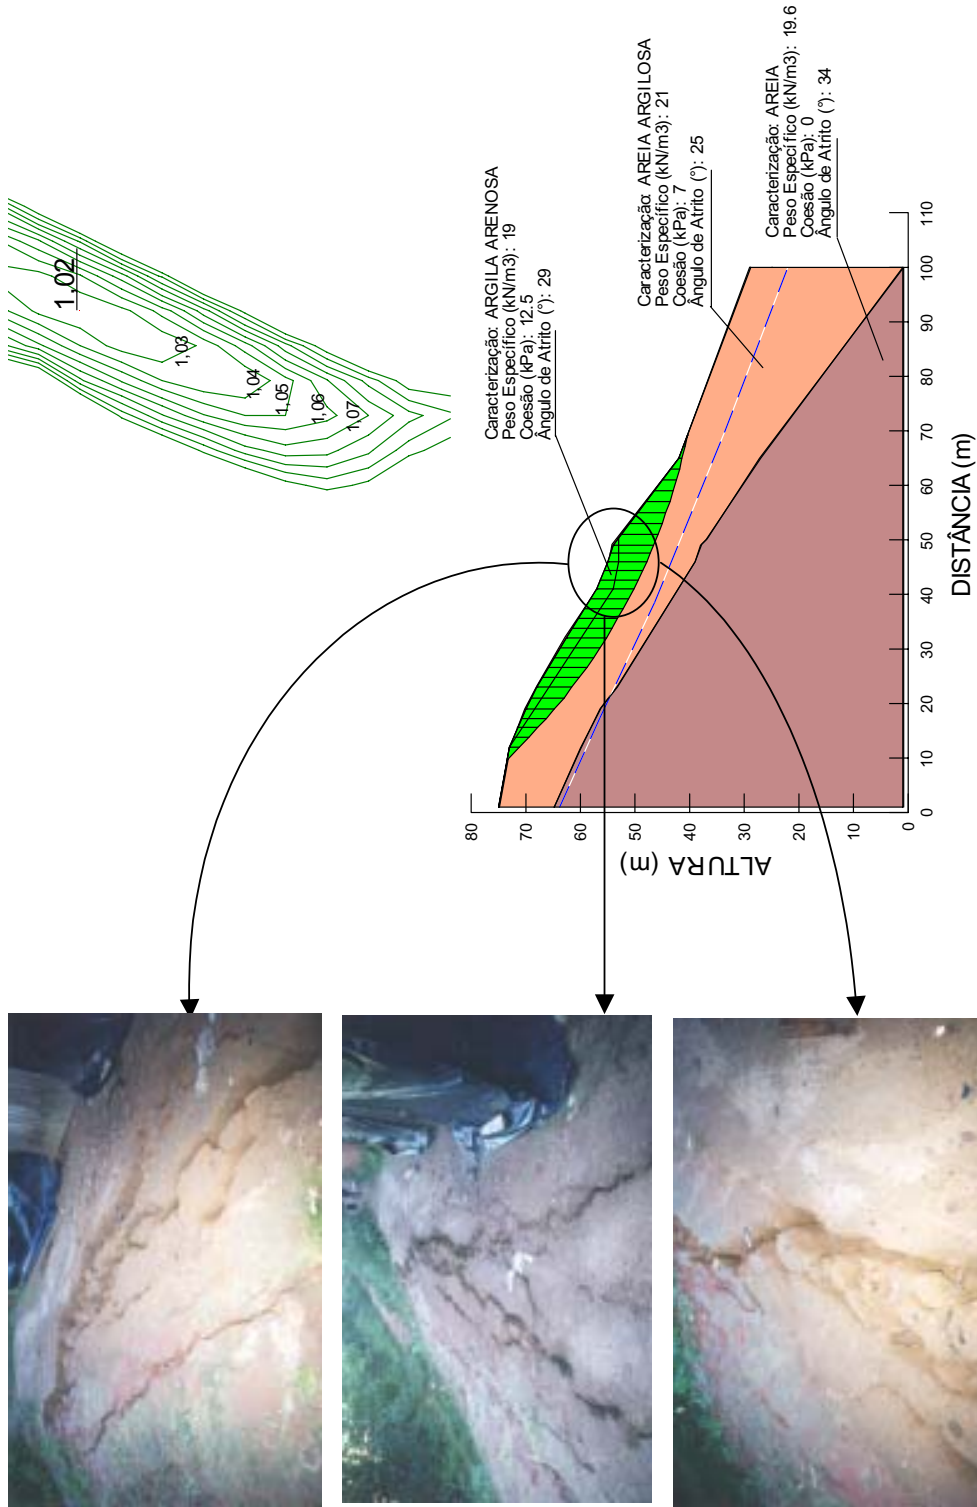 1,02
1,03
1,04
1,05
1,06
1,07
Caracterização: ARGILA ARENOSA
Peso Específico (kN/m3): 19
Coesão (kPa): 12.5
Ângulo de Atrito (°): 29
Caracterização: AREIA ARGILOSA
Peso Específico (kN/m3): 21
Coesão (kPa): 7
Ângulo de Atrito (°): 25
Caracterização: AREIA
Peso Específico (kN/m3): 19.6
Coesão (kPa): 0
Ângulo de Atrito (°): 34
80
70
60
50
40
30
20
10
0
ALTURA (m)
0 10 20 30 40 50 60 70 80 90 100 110
DISTÂNCIA (m)